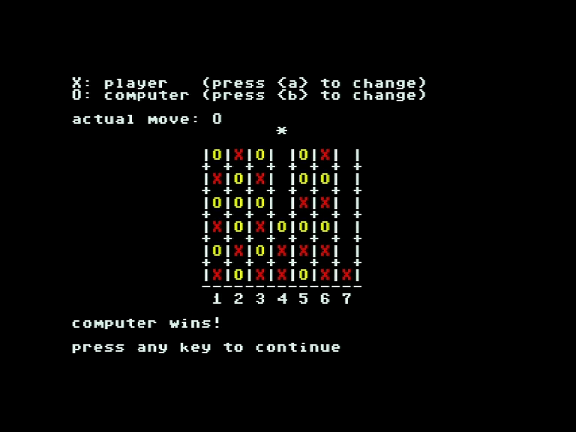 X: player   (press {a} to change)
O: computer (press {b} to change)
actual move: O
*
|O|X|O| |O|X| |
+ + + + + + + +
|X|O|X| |O|O| |
+ + + + + + + +
|O|O|O| |X|X| |
+ + + + + + + +
|X|O|X|O|O|O| |
+ + + + + + + +
|O|X|O|X|X|X| |
+ + + + + + + +
|X|O|X|X|O|X|X|
---------------
1 2 3 4 5 6 7
computer wins!
press any key to continue